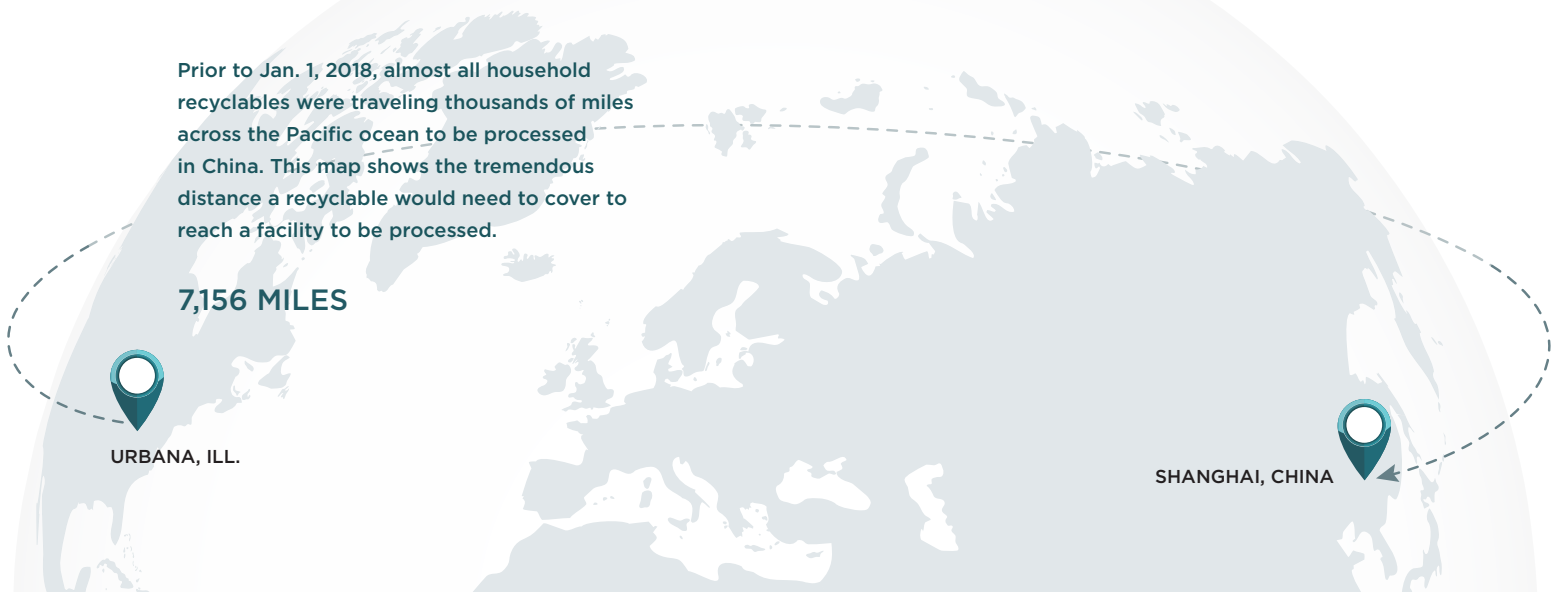 Prior to Jan. 1, 2018, almost all household
recyclables were traveling thousands of miles
across the Pacific ocean to be processed
in China. This map shows the tremendous
distance a recyclable would need to cover to
reach a facility to be processed.
7,156 MILES
URBANA, ILL.
SHANGHAI, CHINA